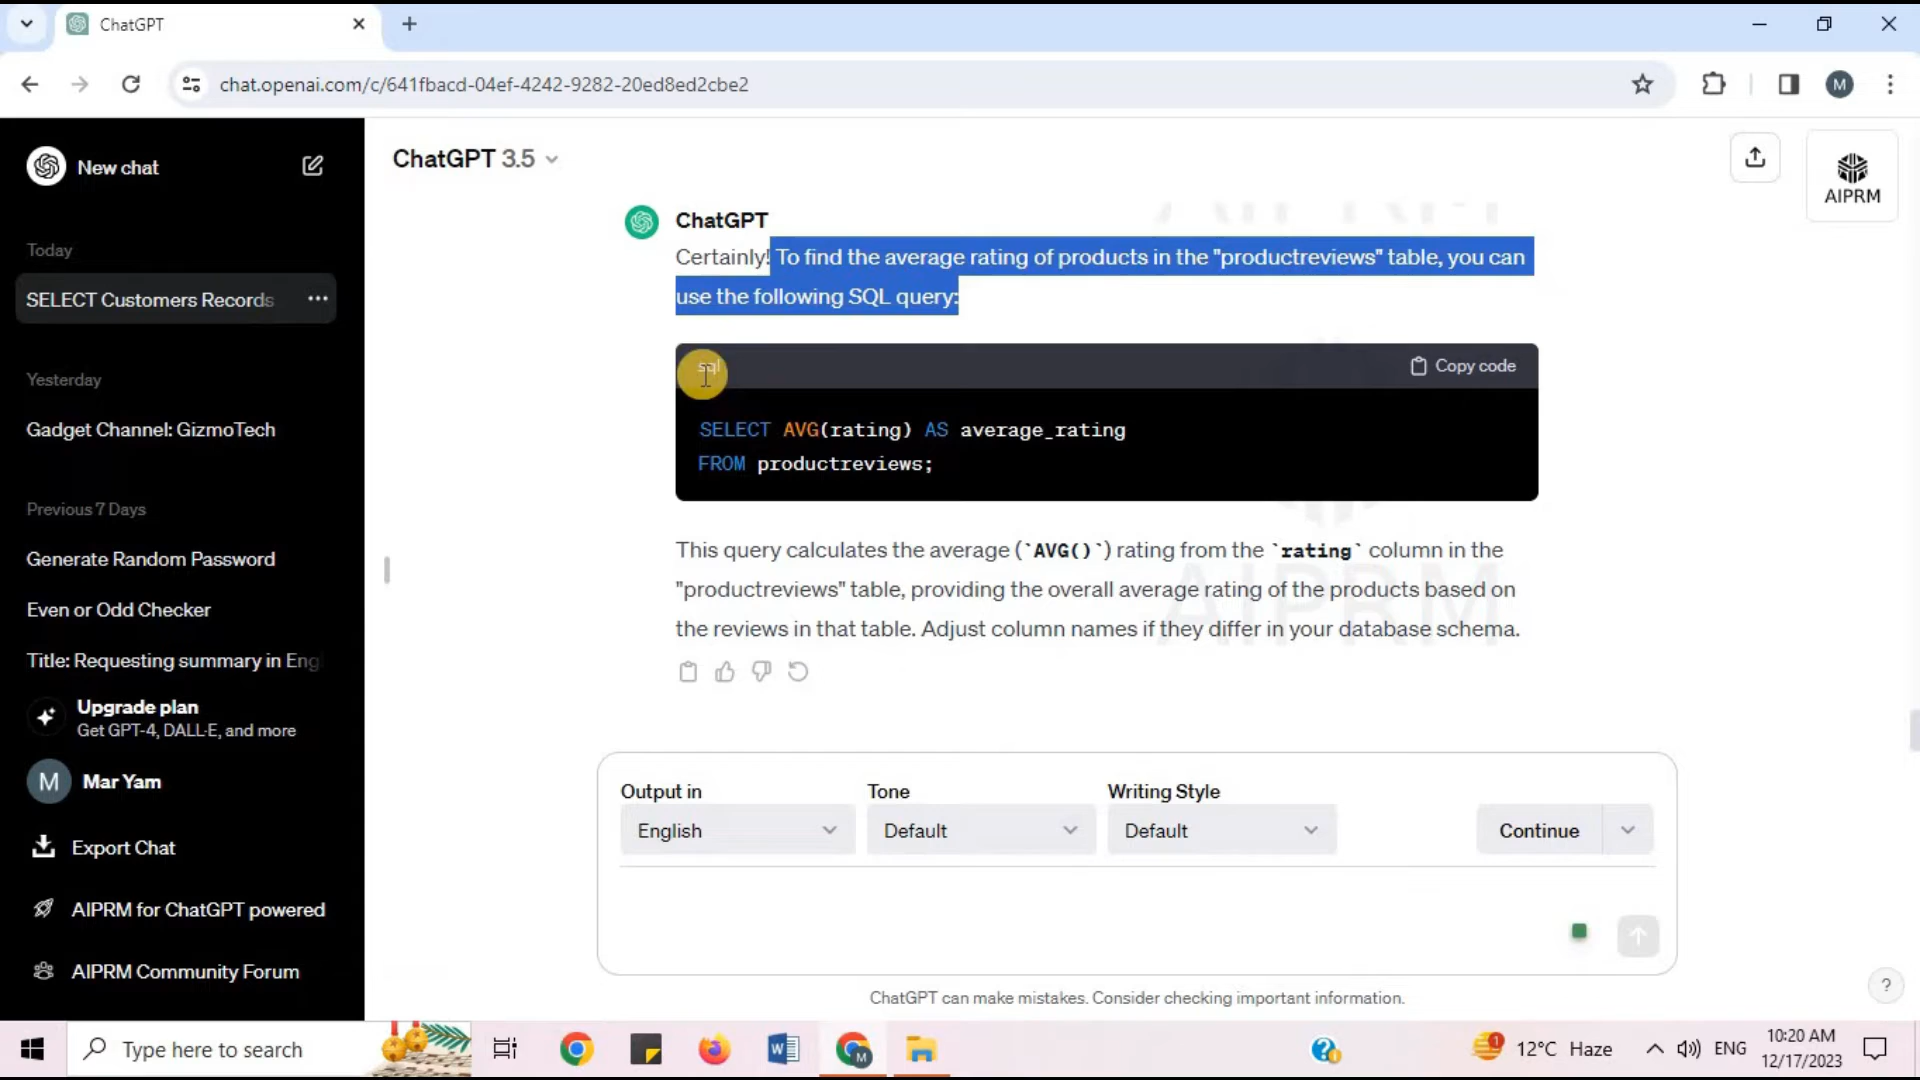 ChatGPT
chat.openai.com/c/641fbacd-04ef-4242-9282-20ed8ed2cbe2
M
New chat
ChatGPT 3.5
AIPRM
Today
SELECT Customers Records
Yesterday
Gadget Channel: GizmoTech
Previous 7 Days
Generate Random Password
Even or Odd Checker
Title: Requesting summary in Eng
Upgrade plan
Get GPT-4, DALL·E, and more
M
Mar Yam
Export Chat
AIPRM for ChatGPT powered
AIPRM Community Forum
ChatGPT
Certainly! To find the average rating of products in the "productreviews" table, you can
use the following SQL query:
sql
Copy code
SELECT AVG(rating) AS average_rating
FROM productreviews;
This query calculates the average (`AVG()`) rating from the `rating` column in the
"productreviews" table, providing the overall average rating of the products based on
the reviews in that table. Adjust column names if they differ in your database schema.
AIPRM
Output in
Tone
Writing Style
English
Default
Default
Continue
ChatGPT can make mistakes. Consider checking important information.
?
Type here to search
M
1
12°C Haze
ENG
10:20 AM
12/17/2023